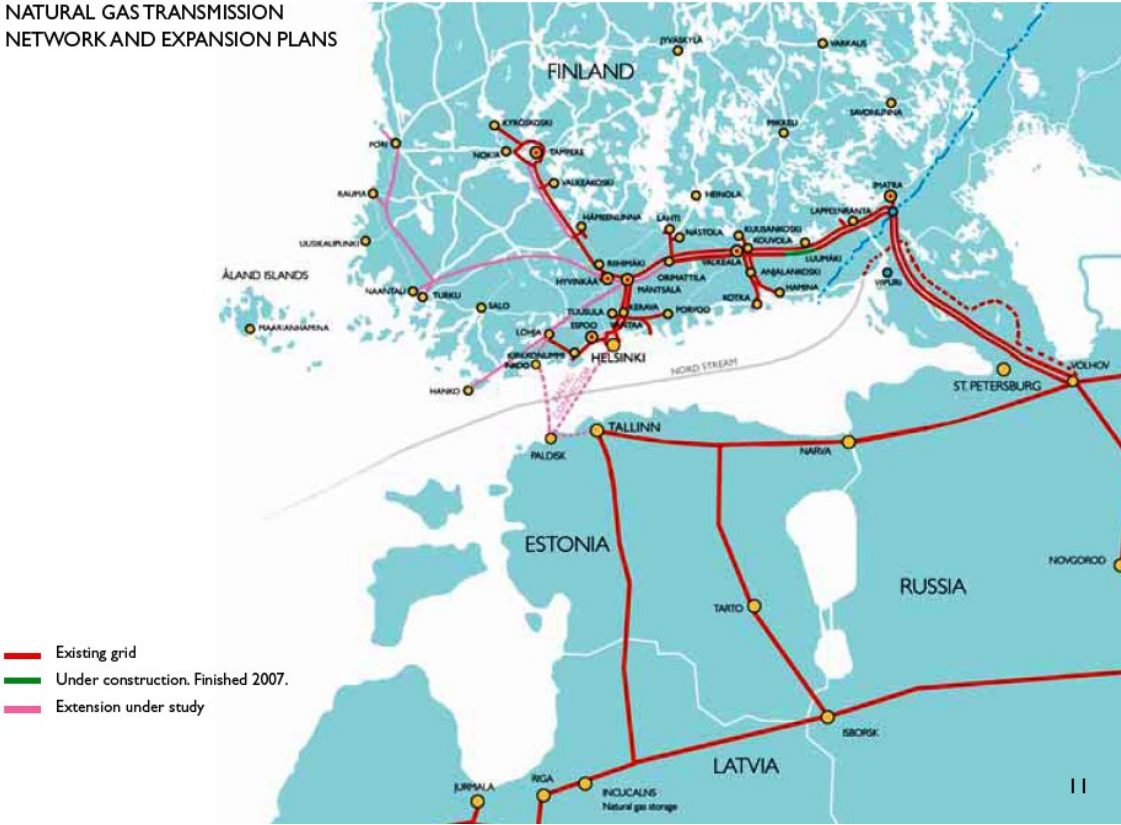 NATURAL GAS TRANSMISSION
NETWORK AND EXPANSION PLANS
JYVÄSKYLÄ
VARKAUS
FINLAND
SAVONLINNA
KYRÖSKOSKI
MIKKELI
PORI
NOKIA
TAMPERE
VALKEAKOSKI
IMATRA
RAUMA
HEINOLA
LAPPEENRANTA
HÄMEENLINNA
LAHTI
NASTOLA
KUUSANKOSKI
KOUVOLA
UUSIKAUPUNKI
LUUMÄKI
RIIHIMÄKI
VALKEALA
ÅLAND ISLANDS
HYVINKÄÄ
ORIMATTILA
ANJALANKOSKI
VIIPURI
MÄNTSÄLÄ
HAMINA
NAANTALI
TURKU
KOTKA
SALO
TUUSULA
KERAVA
PORVOO
MAARIANHAMINA
LOHJA
ESPOO
VANTAA
KIRKKONUMMI
HELSINKI
INKOO
NORD STREAM
VOLHOV
ST. PETERSBURG
HANKO
BALTIC
CONNECTOR
TALLINN
PALDISK
NARVA
ESTONIA
NOVGOROD
RUSSIA
TARTO
Existing grid
Under construction. Finished 2007.
Extension under study
ISBORSK
LATVIA
JURMALA
RIGA
INCUCALNS
Natural gas storage
11